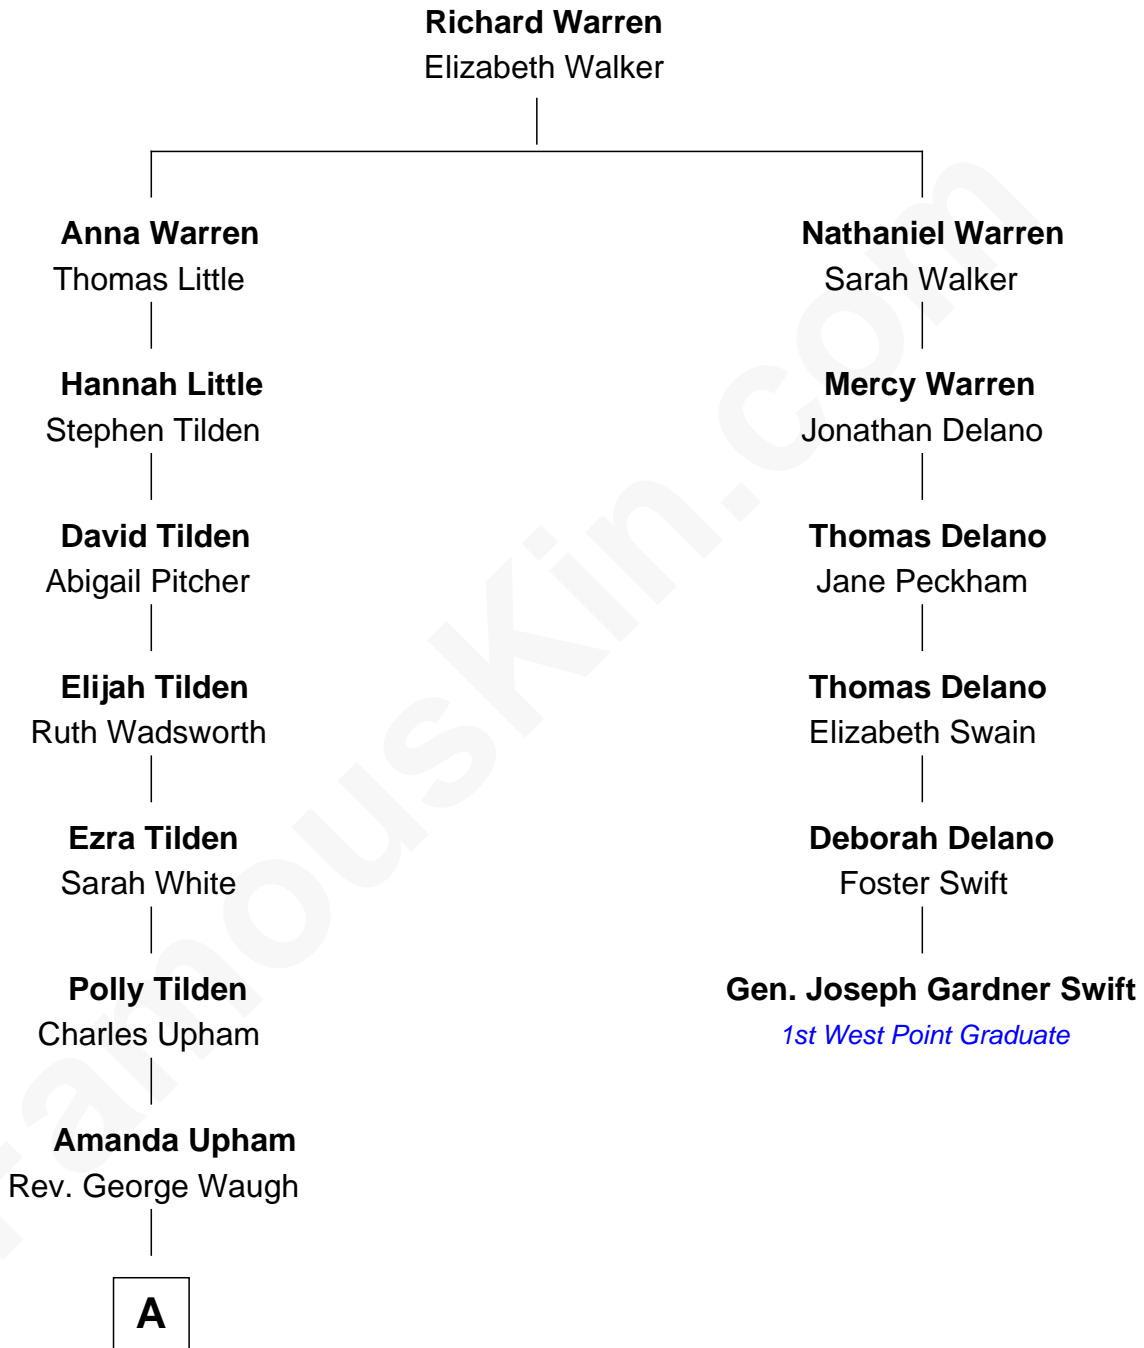 Richard Warren
Elizabeth Walker
Anna Warren
Thomas Little
Hannah Little
Stephen Tilden
David Tilden
Abigail Pitcher
Elijah Tilden
Ruth Wadsworth
Ezra Tilden
Sarah White
Polly Tilden
Charles Upham
Amanda Upham
Rev. George Waugh
A
Nathaniel Warren
Sarah Walker
Mercy Warren
Jonathan Delano
Thomas Delano
Jane Peckham
Thomas Delano
Elizabeth Swain
Deborah Delano
Foster Swift
Gen. Joseph Gardner Swift
1st West Point Graduate
FamousKin.com